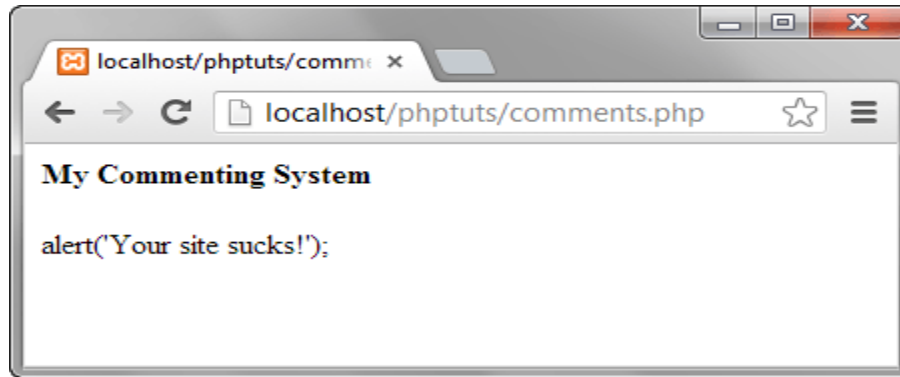 localhost/phptuts/comme
localhost/phptuts/comments.php
My Commenting System
alert('Your site sucks!');